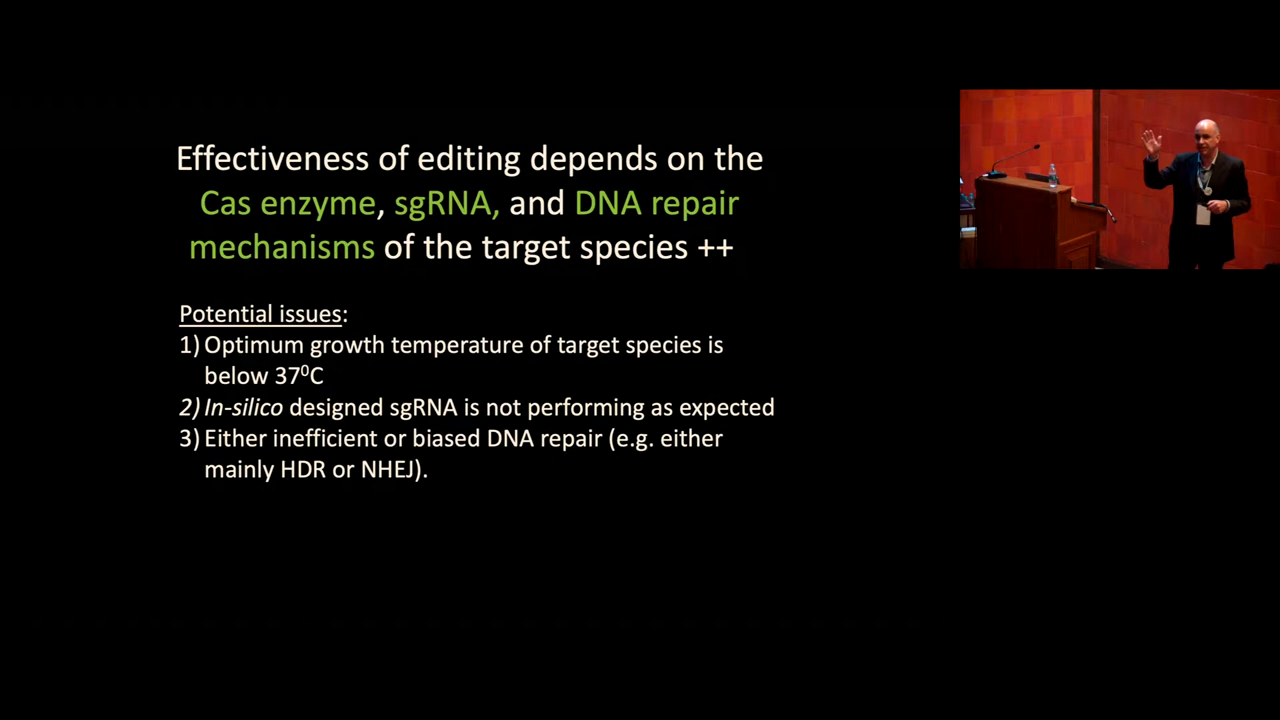 Effectiveness of editing depends on the
Cas enzyme, sgRNA, and DNA repair
mechanisms of the target species ++
Potential issues:
1) Optimum growth temperature of target species is
below 37⁰C
2) In-silico designed sgRNA is not performing as expected
3) Either inefficient or biased DNA repair (e.g. either
mainly HDR or NHEJ).